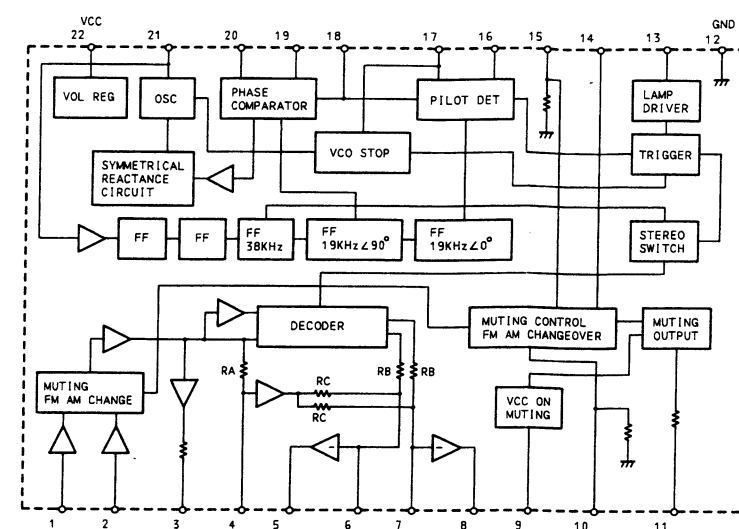 VCC
GND
22 21 20 19 18 17 16 15 14 13 12
VOL REG
OSC
PHASE
COMPARATOR
PILOT DET
LAMP
DRIVER
VCO STOP
TRIGGER
SYMMETRICAL
REACTANCE
CIRCUIT
FF
FF
FF
38KHz
FF
19KHz∠90°
FF
19KHz∠0°
STEREO
SWITCH
DECODER
MUTING CONTROL
FM AM CHANGEOVER
MUTING
OUTPUT
RA
RB
RB
RC
RC
MUTING
FM AM CHANGE
VCC ON
MUTING
1 2 3 4 5 6 7 8 9 10 11